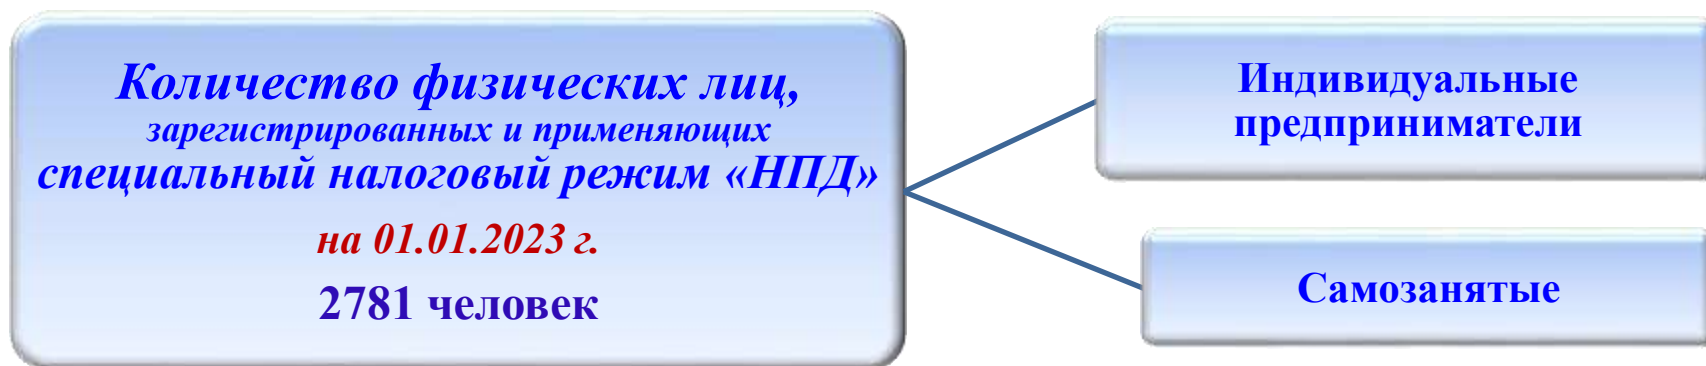 Количество физических лиц,
зарегистрированных и применяющих
специальный налоговый режим «НПД»
на 01.01.2023 г.
2781 человек
Индивидуальные
предприниматели
Самозанятые